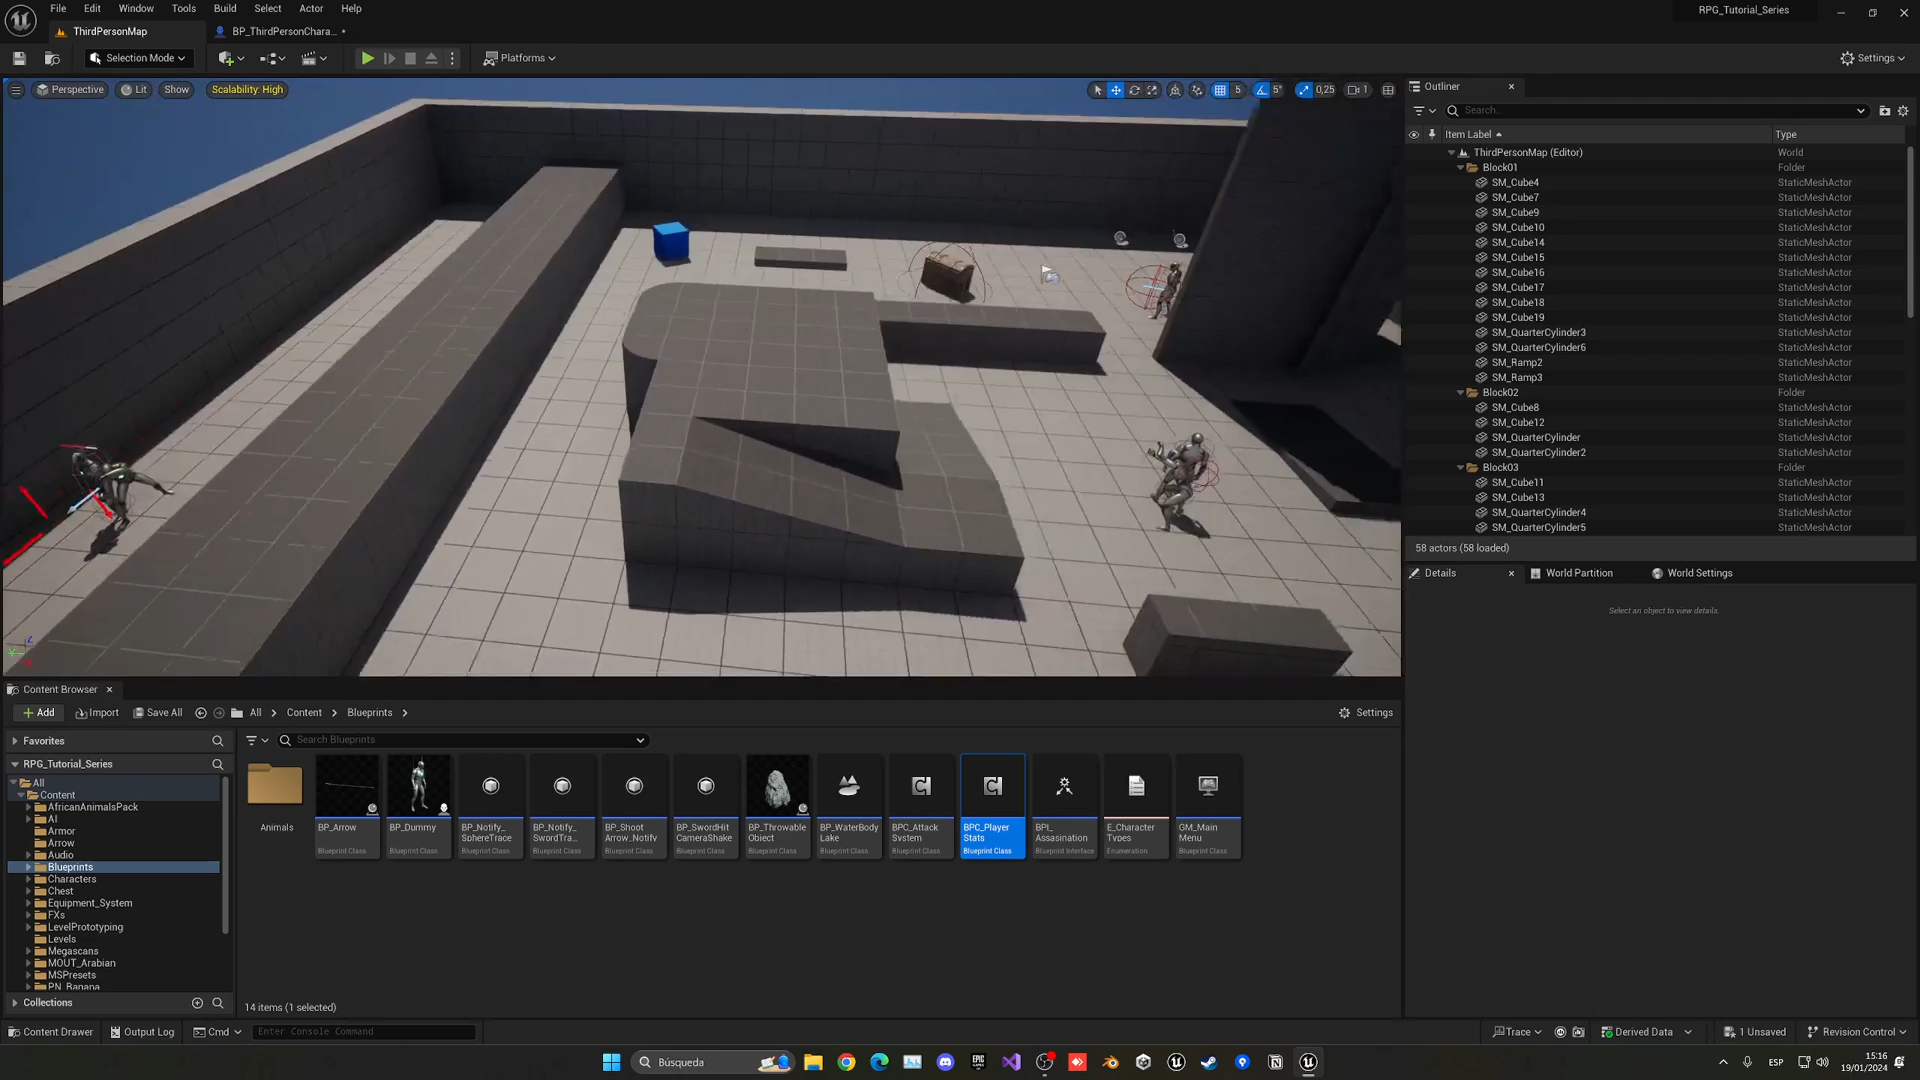 File Edit Window Tools Build Select Actor Help
RPG_Tutorial_Series
ThirdPersonMap
BP_ThirdPersonChara... •
Selection Mode
Platforms
Settings
Perspective Lit Show Scalability: High
5 5° 0,25 1
Outliner
Search...
Item Label Type
ThirdPersonMap (Editor) World
Block01 Folder
SM_Cube4 StaticMeshActor
SM_Cube7 StaticMeshActor
SM_Cube9 StaticMeshActor
SM_Cube10 StaticMeshActor
SM_Cube14 StaticMeshActor
SM_Cube15 StaticMeshActor
SM_Cube16 StaticMeshActor
SM_Cube17 StaticMeshActor
SM_Cube18 StaticMeshActor
SM_Cube19 StaticMeshActor
SM_QuarterCylinder3 StaticMeshActor
SM_QuarterCylinder6 StaticMeshActor
SM_Ramp2 StaticMeshActor
SM_Ramp3 StaticMeshActor
Block02 Folder
SM_Cube8 StaticMeshActor
SM_Cube12 StaticMeshActor
SM_QuarterCylinder StaticMeshActor
SM_QuarterCylinder2 StaticMeshActor
Block03 Folder
SM_Cube11 StaticMeshActor
SM_Cube13 StaticMeshActor
SM_QuarterCylinder4 StaticMeshActor
SM_QuarterCylinder5 StaticMeshActor
58 actors (58 loaded)
Details World Partition World Settings
Select an object to view details.
Content Browser
Add Import Save All All Content Blueprints Settings
Favorites
Search Blueprints
RPG_Tutorial_Series
All
Content
AfricanAnimalsPack
AI
Armor
Arrow
Audio
Blueprints
Characters
Chest
Equipment_System
FXs
LevelPrototyping
Levels
Megascans
MOUT_Arabian
MSPresets
PN_Banana
Collections
Animals
BP_Arrow
Blueprint Class
BP_Dummy
Blueprint Class
BP_Notify_
SphereTrace
Blueprint Class
BP_Notify_
SwordTra...
Blueprint Class
BP_Shoot
Arrow_Notify
Blueprint Class
BP_SwordHit
CameraShake
Blueprint Class
BP_Throwable
Object
Blueprint Class
BP_WaterBody
Lake
Blueprint Class
BPC_Attack
System
Blueprint Class
BPC_Player
Stats
Blueprint Class
BPI_
Assasination
Blueprint Interface
E_Character
Types
Enumeration
GM_Main
Menu
Blueprint Class
14 items (1 selected)
Content Drawer Output Log Cmd Enter Console Command
Trace Derived Data 1 Unsaved Revision Control
Búsqueda
EPIC
GAMES
ESP
15:16
19/01/2024